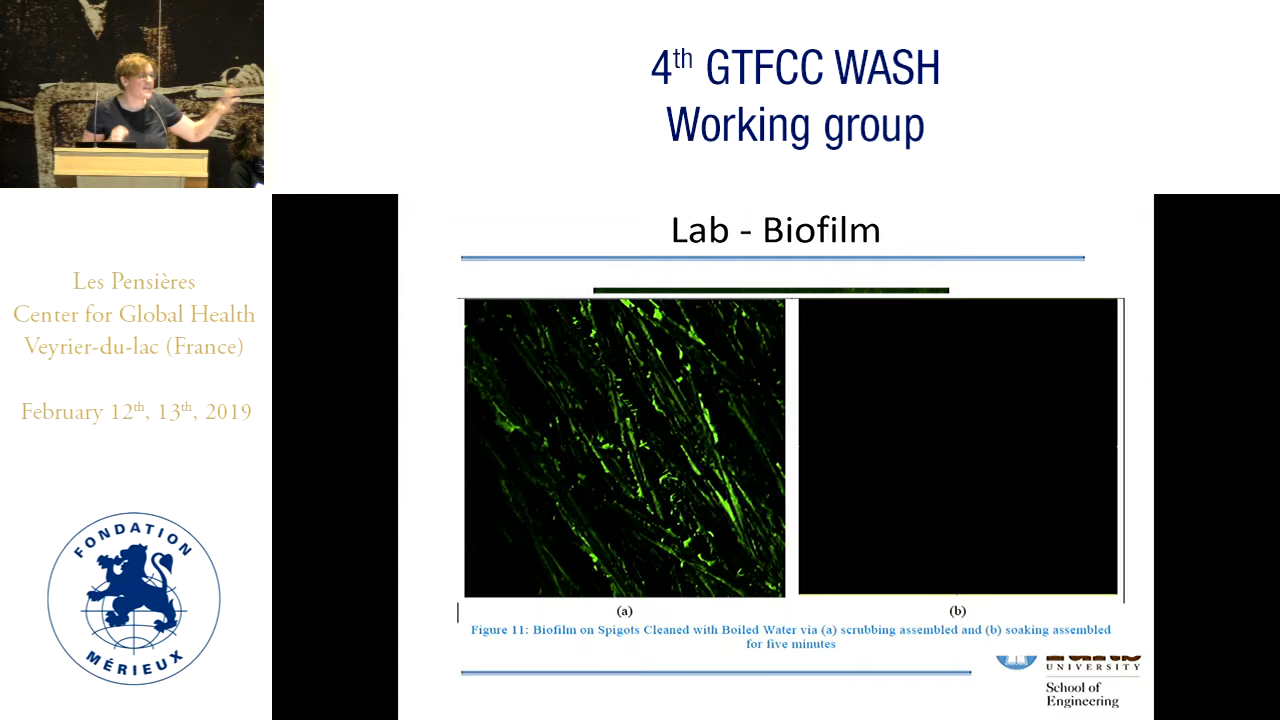 4th GTFCC WASH
Working group
Les Pensières
Center for Global Health
Veyrier-du-lac (France)
February 12th, 13th, 2019
FONDATION
MÉRIEUX
Lab - Biofilm
(a)
(b)
Figure 11: Biofilm on Spigots Cleaned with Boiled Water via (a) scrubbing assembled and (b) soaking assembled
for five minutes
UNIVERSITY
School of
Engineering